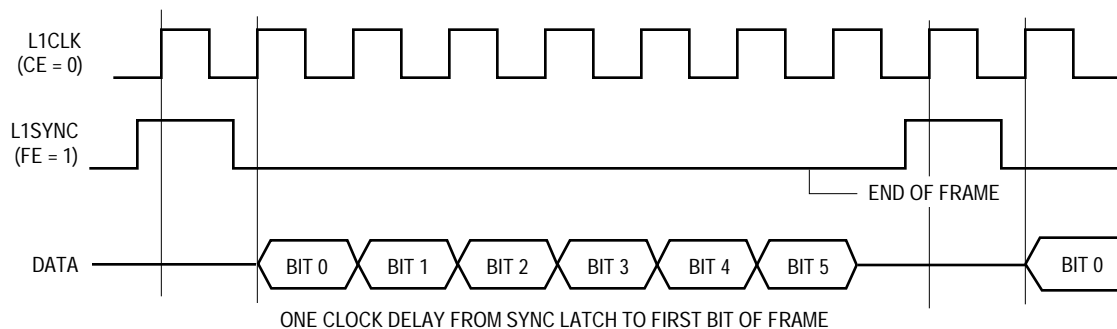 L1CLK
(CE = 0)
L1SYNC
(FE = 1)
END OF FRAME
DATA
BIT 0
BIT 1
BIT 2
BIT 3
BIT 4
BIT 5
BIT 0
ONE CLOCK DELAY FROM SYNC LATCH TO FIRST BIT OF FRAME